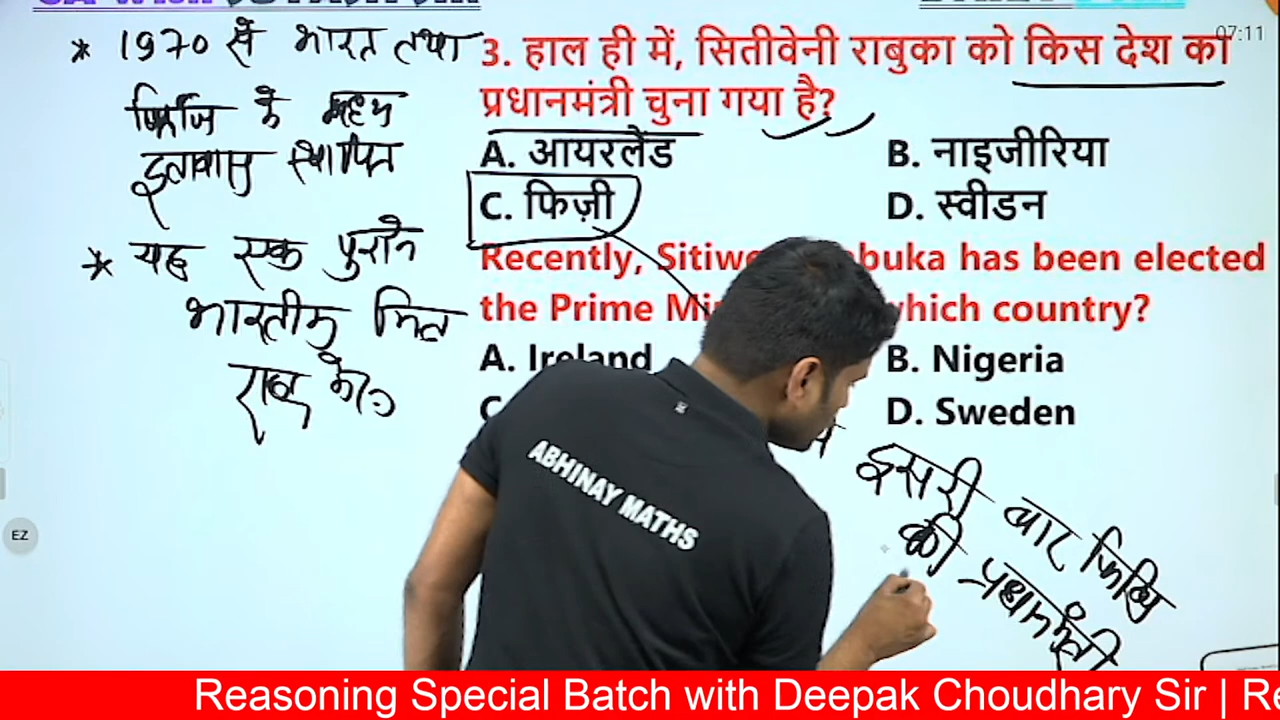 07:11
3. हाल ही में, सितीवेनी राबुका को किस देश का
प्रधानमंत्री चुना गया है?
A. आयरलैंड
B. नाइजीरिया
C. फिज़ी
D. स्वीडन
Recently, buka has been elected
the Prime which country?
A. Ireland
B. Nigeria
D. Sweden
* 1970 से भारत तथा
के मध्य
स्थापित
* यह एक पुराने
भारतीय मित्र
दूसरी बार
की प्रधानमंत्री
ABHINAY MATHS
EZ
Reasoning Special Batch with Deepak Choudhary Sir | Re